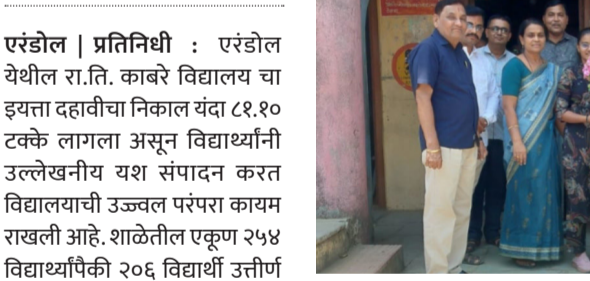 एरंडोल | प्रतिनिधी : एरंडोल
येथील रा.ति. काबरे विद्यालय चा
इयत्ता दहावीचा निकाल यंदा ८१.१०
टक्के लागला असून विद्यार्थ्यांनी
उल्लेखनीय यश संपादन करत
विद्यालयाची उज्ज्वल परंपरा कायम
राखली आहे. शाळेतील एकूण २५४
विद्यार्थ्यांपैकी २०६ विद्यार्थी उत्तीर्ण